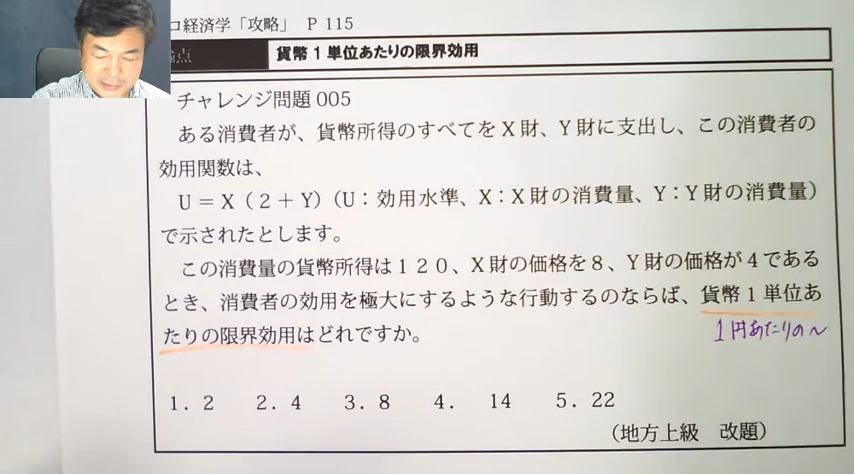 ロ経済学「攻略」 P 115
点
貨幣1単位あたりの限界効用
チャレンジ問題 005
ある消費者が、貨幣所得のすべてをX財、Y財に支出し、この消費者の
効用関数は、
U=X(2+Y)(U:効用水準、X:X財の消費量、Y:Y財の消費量)
で示されたとします。
この消費量の貨幣所得は120、X財の価格を8、Y財の価格が4である
とき、消費者の効用を極大にするような行動するのならば、貨幣1単位あ
たりの限界効用はどれですか。
1円あたりの〜
1. 2 2. 4 3. 8 4. 14 5. 22
(地方上級 改題)